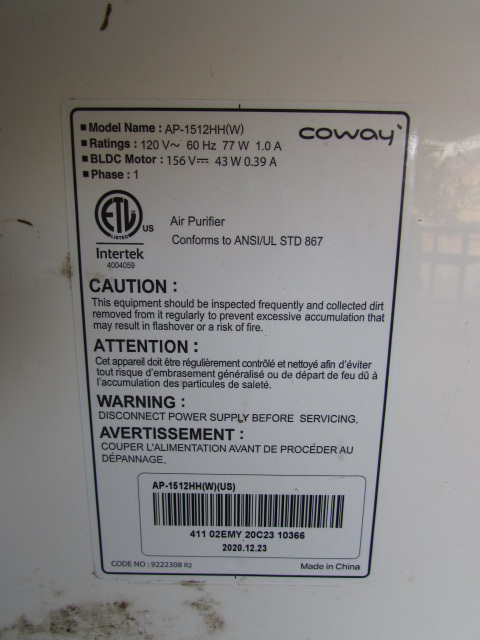 ■ Model Name : AP-1512HH(W)
coway
■ Ratings : 120 V~ 60 Hz 77 W 1.0 A
■ BLDC Motor : 156 V⎓ 43 W 0.39 A
■ Phase : 1
ETL
LISTED
US
Intertek
4004059
Air Purifier
Conforms to ANSI/UL STD 867
CAUTION :
This equipment should be inspected frequently and collected dirt
removed from it regularly to prevent excessive accumulation that
may result in flashover or a risk of fire.
ATTENTION :
Cet appareil doit être régulièrement contrôlé et nettoyé afin d'éviter
tout risque d'embrasement généralisé ou de départ de feu dû à
l'accumulation des particules de saleté.
WARNING :
DISCONNECT POWER SUPPLY BEFORE SERVICING.
AVERTISSEMENT :
COUPER L'ALIMENTATION AVANT DE PROCÉDER AU
DÉPANNAGE.
AP-1512HH(W)(US)
411 02EMY 20C23 10366
2020.12.23
CODE NO : 9222308 R2
Made in China